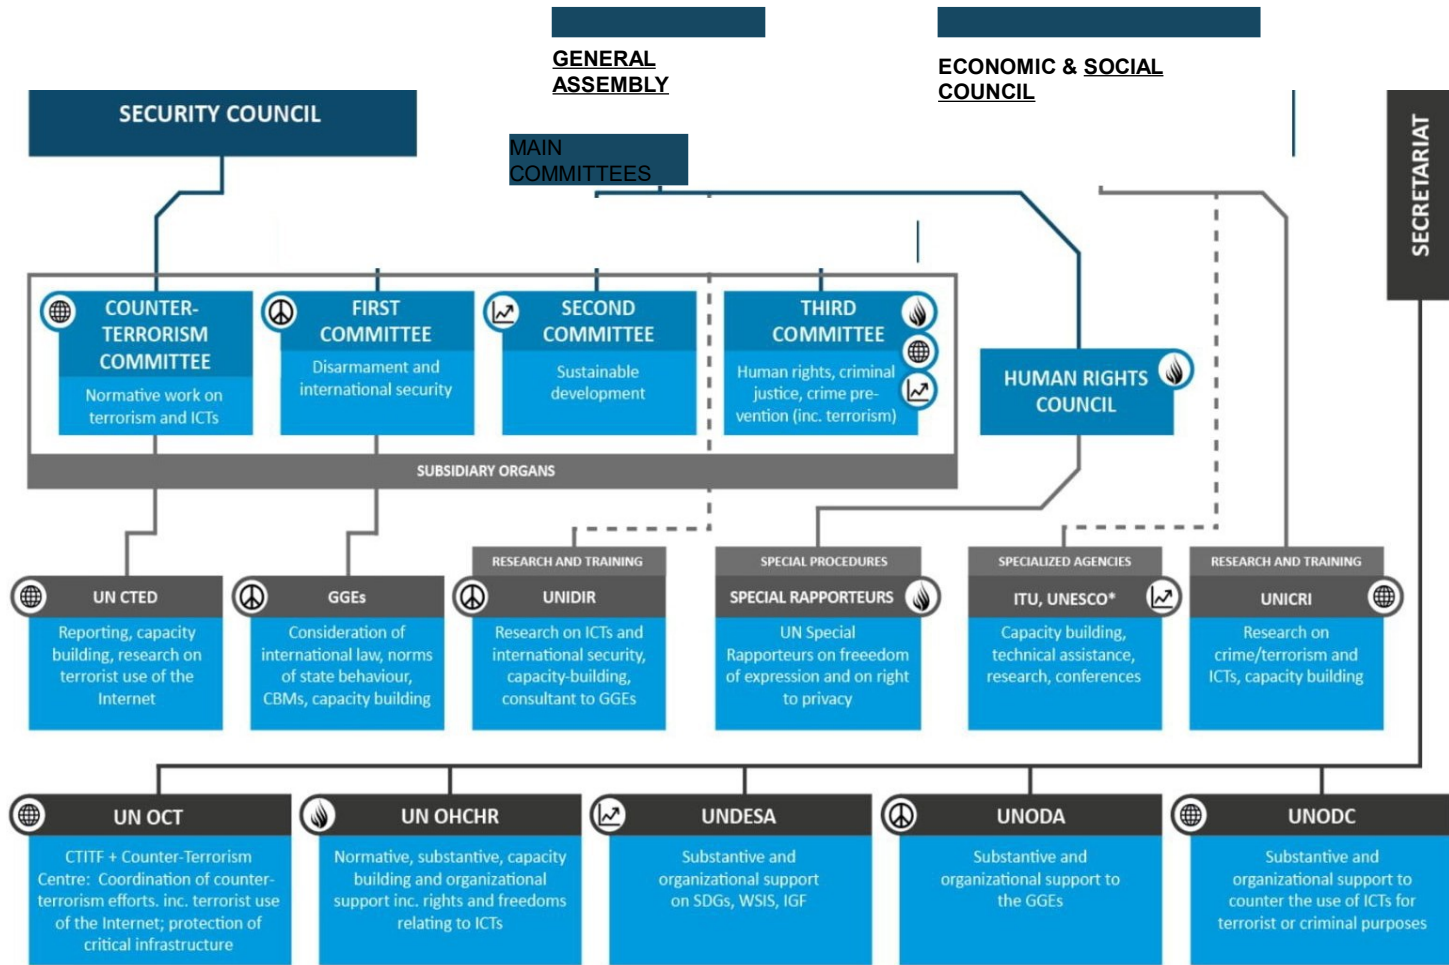 GENERAL
ASSEMBLY
ECONOMIC & SOCIAL
COUNCIL
SECURITY COUNCIL
MAIN
COMMITTEES
SECRETARIAT
COUNTER-
TERRORISM
COMMITTEE
Normative work on
terrorism and ICTs
FIRST
COMMITTEE
Disarmament and
international security
SECOND
COMMITTEE
Sustainable
development
THIRD
COMMITTEE
Human rights, criminal
justice, crime pre-
vention (inc. terrorism)
HUMAN RIGHTS
COUNCIL
SUBSIDIARY ORGANS
UN CTED
Reporting, capacity
building, research on
terrorist use of the
Internet
GGEs
Consideration of
international law, norms
of state behaviour,
CBMs, capacity building
RESEARCH AND TRAINING
UNIDIR
Research on ICTs and
international security,
capacity-building,
consultant to GGEs
SPECIAL PROCEDURES
SPECIAL RAPPORTEURS
UN Special
Rapporteurs on freeedom
of expression and on right
to privacy
SPECIALIZED AGENCIES
ITU, UNESCO*
Capacity building,
technical assistance,
research, conferences
RESEARCH AND TRAINING
UNICRI
Research on
crime/terrorism and
ICTs, capacity building
UN OCT
CTITF + Counter-Terrorism
Centre: Coordination of counter-
terrorism efforts. inc. terrorist use
of the Internet; protection of
critical infrastructure
UN OHCHR
Normative, substantive, capacity
building and organizational
support inc. rights and freedoms
relating to ICTs
UNDESA
Substantive and
organizational support
on SDGs, WSIS, IGF
UNODA
Substantive and
organizational support to
the GGEs
UNODC
Substantive and
organizational support to
counter the use of ICTs for
terrorist or criminal purposes